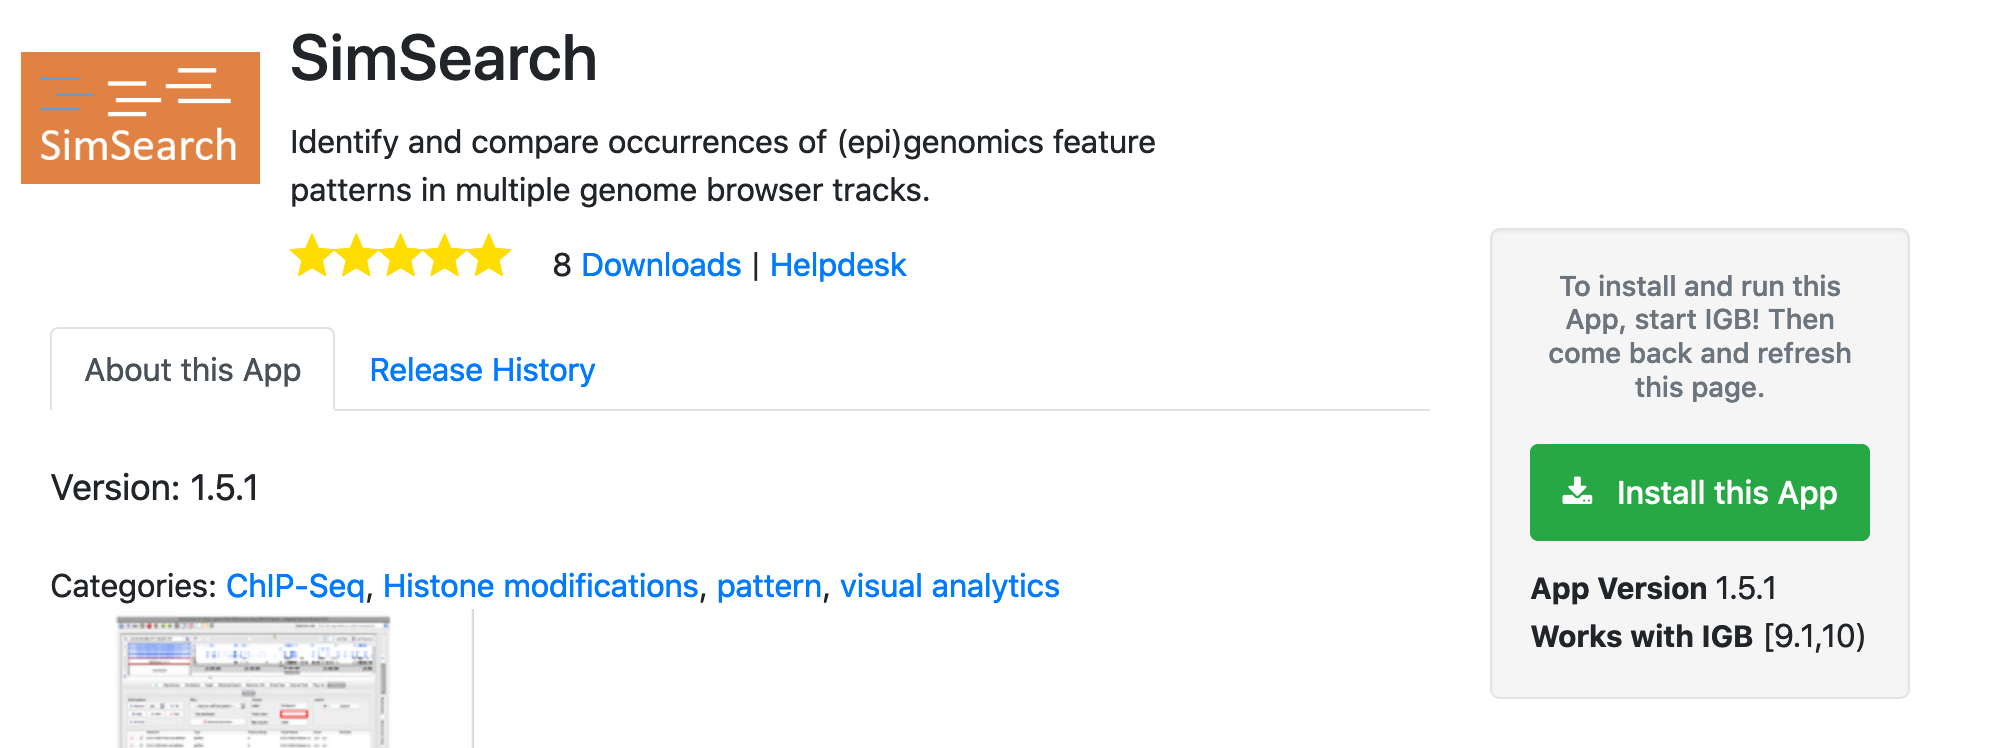 SimSearch
SimSearch
Identify and compare occurrences of (epi)genomics feature
patterns in multiple genome browser tracks.
8 Downloads | Helpdesk
About this App
Release History
Version: 1.5.1
Categories: ChIP-Seq, Histone modifications, pattern, visual analytics
To install and run this
App, start IGB! Then
come back and refresh
this page.
Install this App
App Version 1.5.1
Works with IGB [9.1,10)